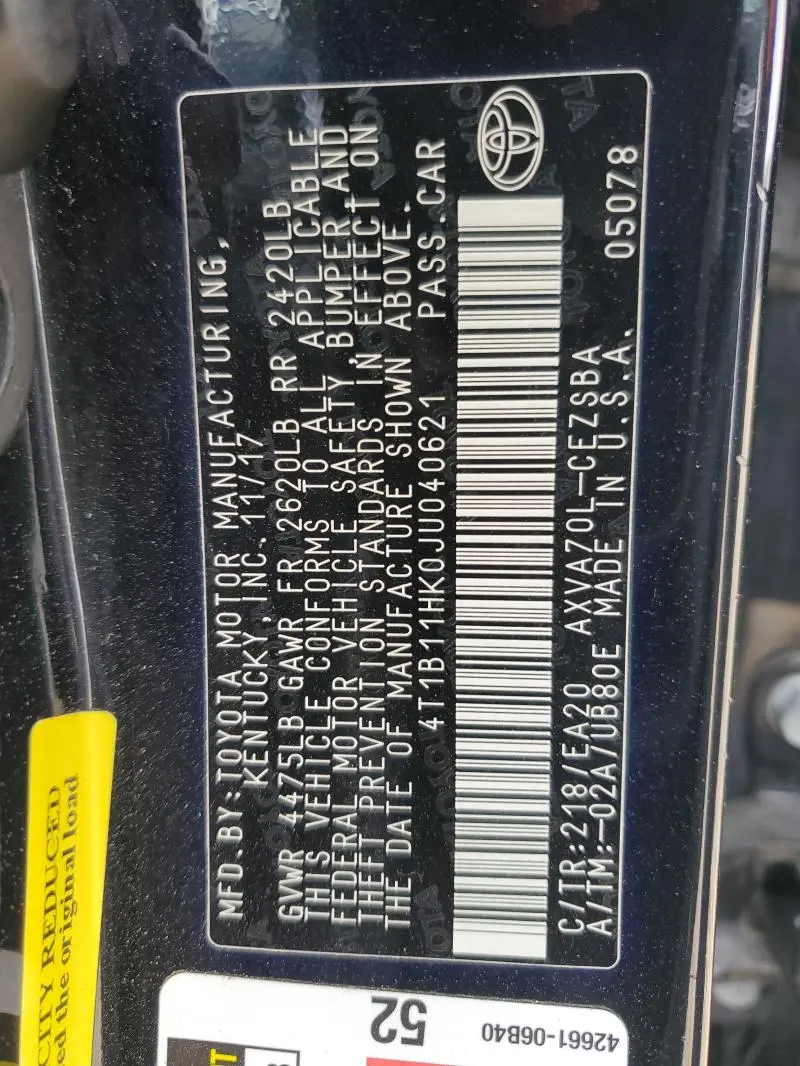 MFD.BY:TOYOTA MOTOR MANUFACTURING,
KENTUCKY, INC. 11/17
GVWR 4475LB GAWR FR 2620LB RR 2420LB
THIS VEHICLE CONFORMS TO ALL APPLICABLE
FEDERAL MOTOR VEHICLE SAFETY, BUMPER, AND
THEFT PREVENTION STANDARDS IN EFFECT ON
THE DATE OF MANUFACTURE SHOWN ABOVE.
4T1B11HK0JU040621 PASS.CAR
C/TR:218/EA20 AXVA70L-CEZSBA 05078
A/TM:-02A/UB80E MADE IN U.S.A.
CITY REDUCED
the original load
52
42661-06B40